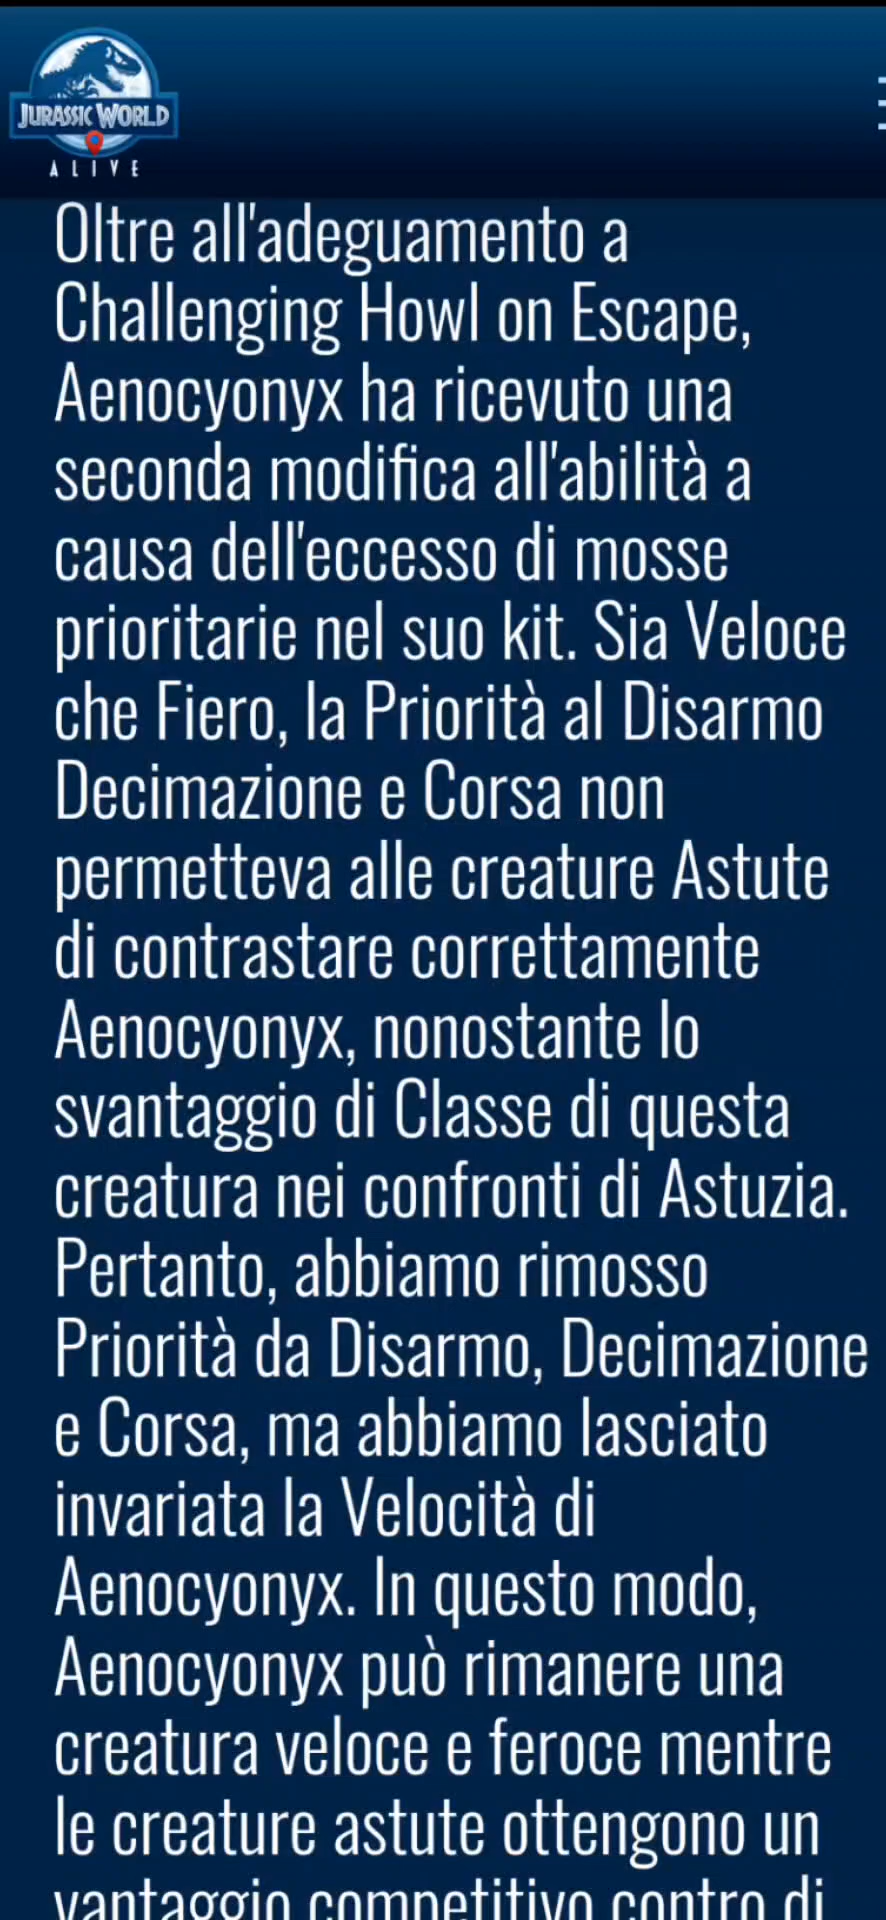 JURASSIC WORLD
ALIVE
Oltre all'adeguamento a
Challenging Howl on Escape,
Aenocyonyx ha ricevuto una
seconda modifica all'abilità a
causa dell'eccesso di mosse
prioritarie nel suo kit. Sia Veloce
che Fiero, la Priorità al Disarmo
Decimazione e Corsa non
permetteva alle creature Astute
di contrastare correttamente
Aenocyonyx, nonostante lo
svantaggio di Classe di questa
creatura nei confronti di Astuzia.
Pertanto, abbiamo rimosso
Priorità da Disarmo, Decimazione
e Corsa, ma abbiamo lasciato
invariata la Velocità di
Aenocyonyx. In questo modo,
Aenocyonyx può rimanere una
creatura veloce e feroce mentre
le creature astute ottengono un
vantaggio competitivo contro di